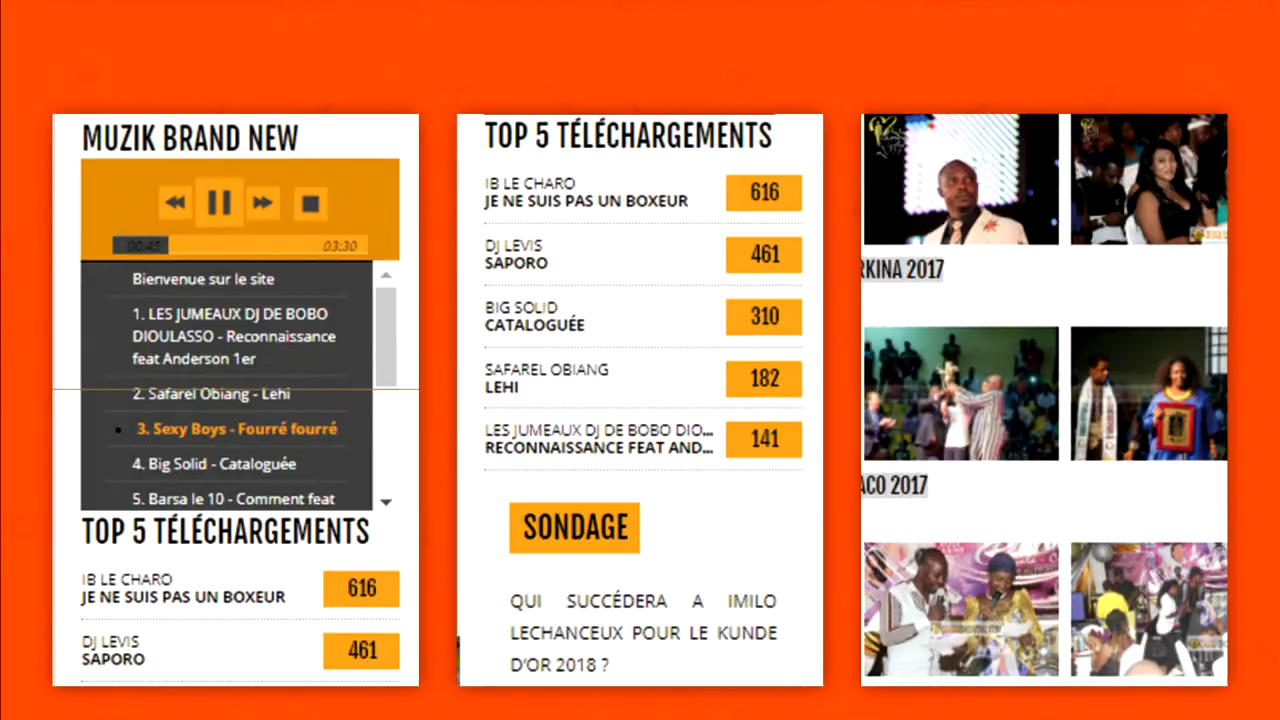 MUZIK BRAND NEW
00:45
03:30
Bienvenue sur le site
1. LES JUMEAUX DJ DE BOBO
DIOULASSO - Reconnaissance
feat Anderson 1er
2. Safarel Obiang - Lehi
3. Sexy Boys - Fourré fourré
4. Big Solid - Cataloguée
5. Barsa le 10 - Comment feat
TOP 5 TÉLÉCHARGEMENTS
IB LE CHARO
JE NE SUIS PAS UN BOXEUR
616
DJ LEVIS
SAPORO
461
TOP 5 TÉLÉCHARGEMENTS
IB LE CHARO
JE NE SUIS PAS UN BOXEUR
616
DJ LEVIS
SAPORO
461
BIG SOLID
CATALOGUÉE
310
SAFAREL OBIANG
LEHI
182
LES JUMEAUX DJ DE BOBO DIO...
RECONNAISSANCE FEAT AND...
141
SONDAGE
QUI SUCCÉDERA A IMILO
LECHANCEUX POUR LE KUNDE
D'OR 2018 ?
RKINA 2017
ACO 2017